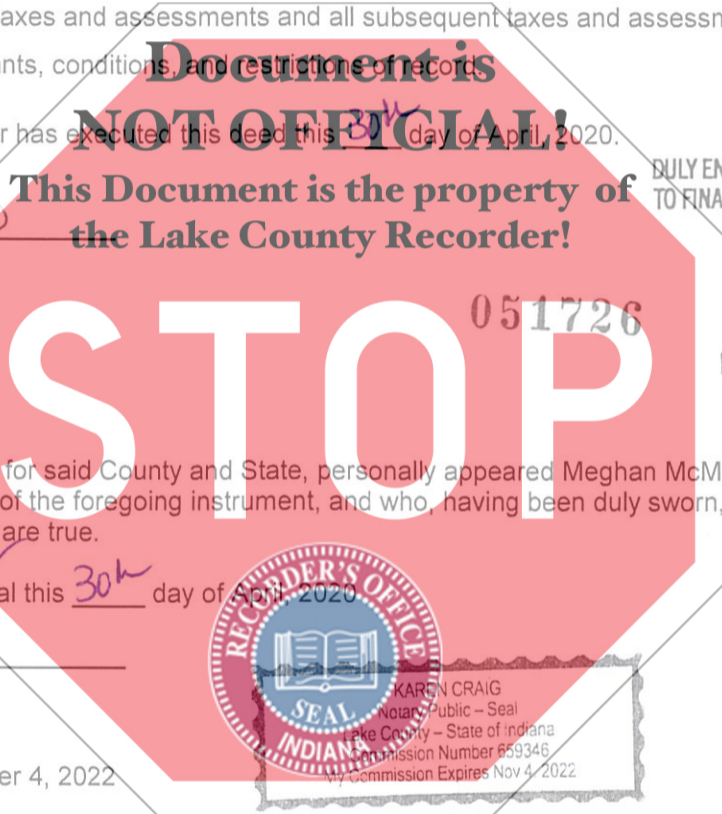 axes and assessments and all subsequent taxes and assessm
Document is
nts, conditions, and restrictions of record.
NOT OFFICIAL!
r has executed this deed this 30th day of April, 2020.
DULY EN
This Document is the property of
TO FINA
the Lake County Recorder!
051726
STOP
for said County and State, personally appeared Meghan McM
of the foregoing instrument, and who, having been duly sworn,
are true.
al this 30th day of April, 2020
RECORDER'S OFFICE
SEAL
INDIANA
KAREN CRAIG
Notary Public – Seal
Lake County – State of Indiana
Commission Number 659346
My Commission Expires Nov 4, 2022
er 4, 2022